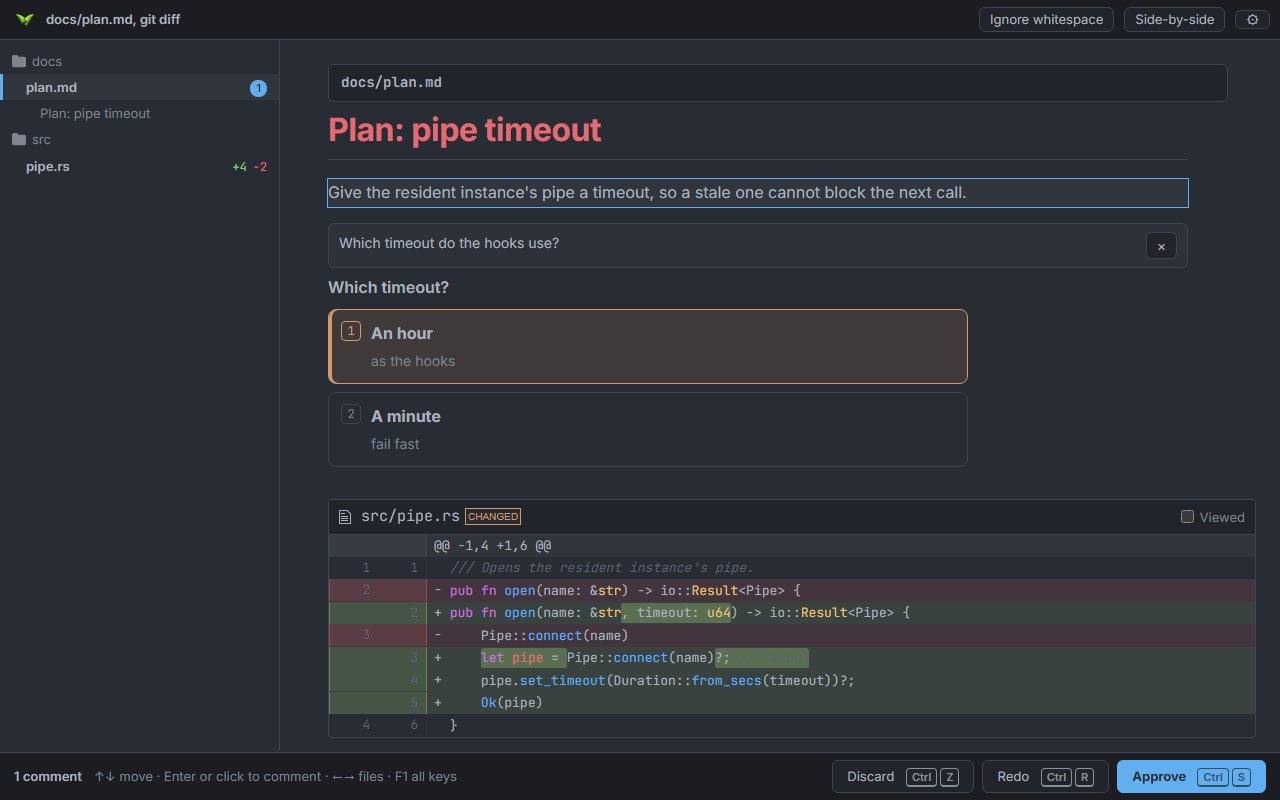 docs/plan.md, git diff
Ignore whitespace
Side-by-side
docs
plan.md 1
Plan: pipe timeout
src
pipe.rs +4 -2
docs/plan.md
Plan: pipe timeout
Give the resident instance's pipe a timeout, so a stale one cannot block the next call.
Which timeout do the hooks use? ×
Which timeout?
1 An hour
as the hooks
2 A minute
fail fast
src/pipe.rs CHANGED Viewed
@@ -1,4 +1,6 @@
1 1 /// Opens the resident instance's pipe.
2 - pub fn open(name: &str) -> io::Result<Pipe> {
2 + pub fn open(name: &str, timeout: u64) -> io::Result<Pipe> {
3 - Pipe::connect(name)
3 + let pipe = Pipe::connect(name)?; //
4 + pipe.set_timeout(Duration::from_secs(timeout))?;
5 + Ok(pipe)
4 6 }
1 comment ↑↓ move · Enter or click to comment · ←→ files · F1 all keys
Discard Ctrl Z
Redo Ctrl R
Approve Ctrl S